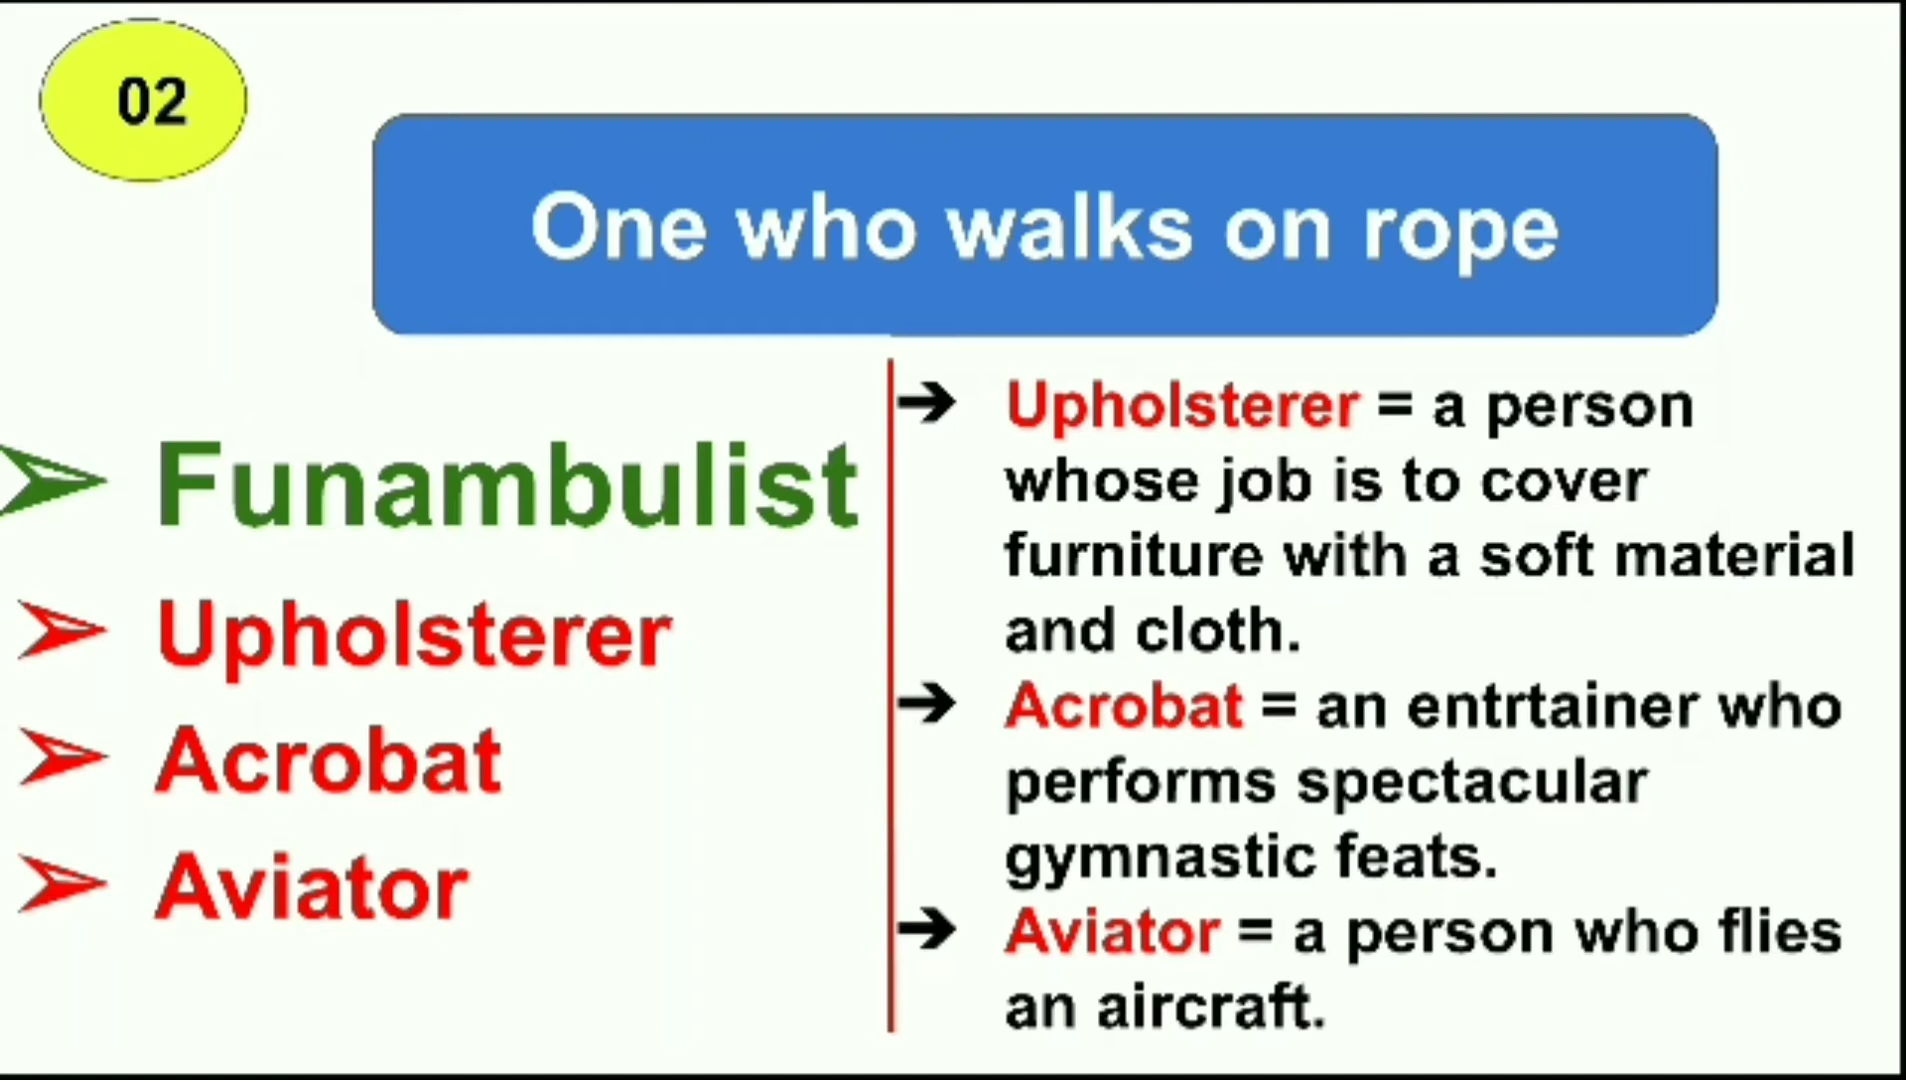 02
One who walks on rope
Funambulist
Upholsterer
Acrobat
Aviator
Upholsterer = a person
whose job is to cover
furniture with a soft material
and cloth.
Acrobat = an entrtainer who
performs spectacular
gymnastic feats.
Aviator = a person who flies
an aircraft.